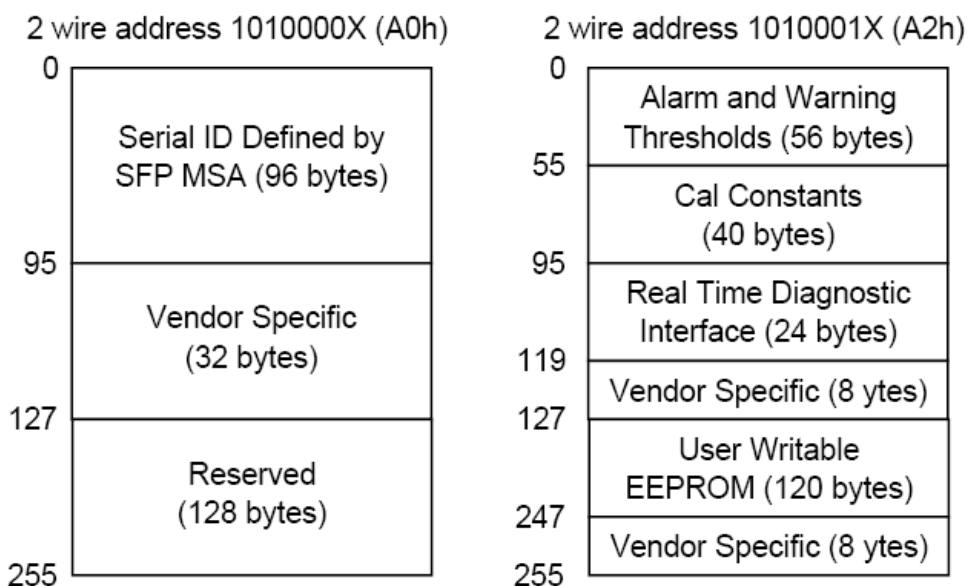 2 wire address 1010000X (A0h)
0
Serial ID Defined by
SFP MSA (96 bytes)
95
Vendor Specific
(32 bytes)
127
Reserved
(128 bytes)
255
2 wire address 1010001X (A2h)
0
Alarm and Warning
Thresholds (56 bytes)
55
Cal Constants
(40 bytes)
95
Real Time Diagnostic
Interface (24 bytes)
119
Vendor Specific (8 ytes)
127
User Writable
EEPROM (120 bytes)
247
Vendor Specific (8 ytes)
255